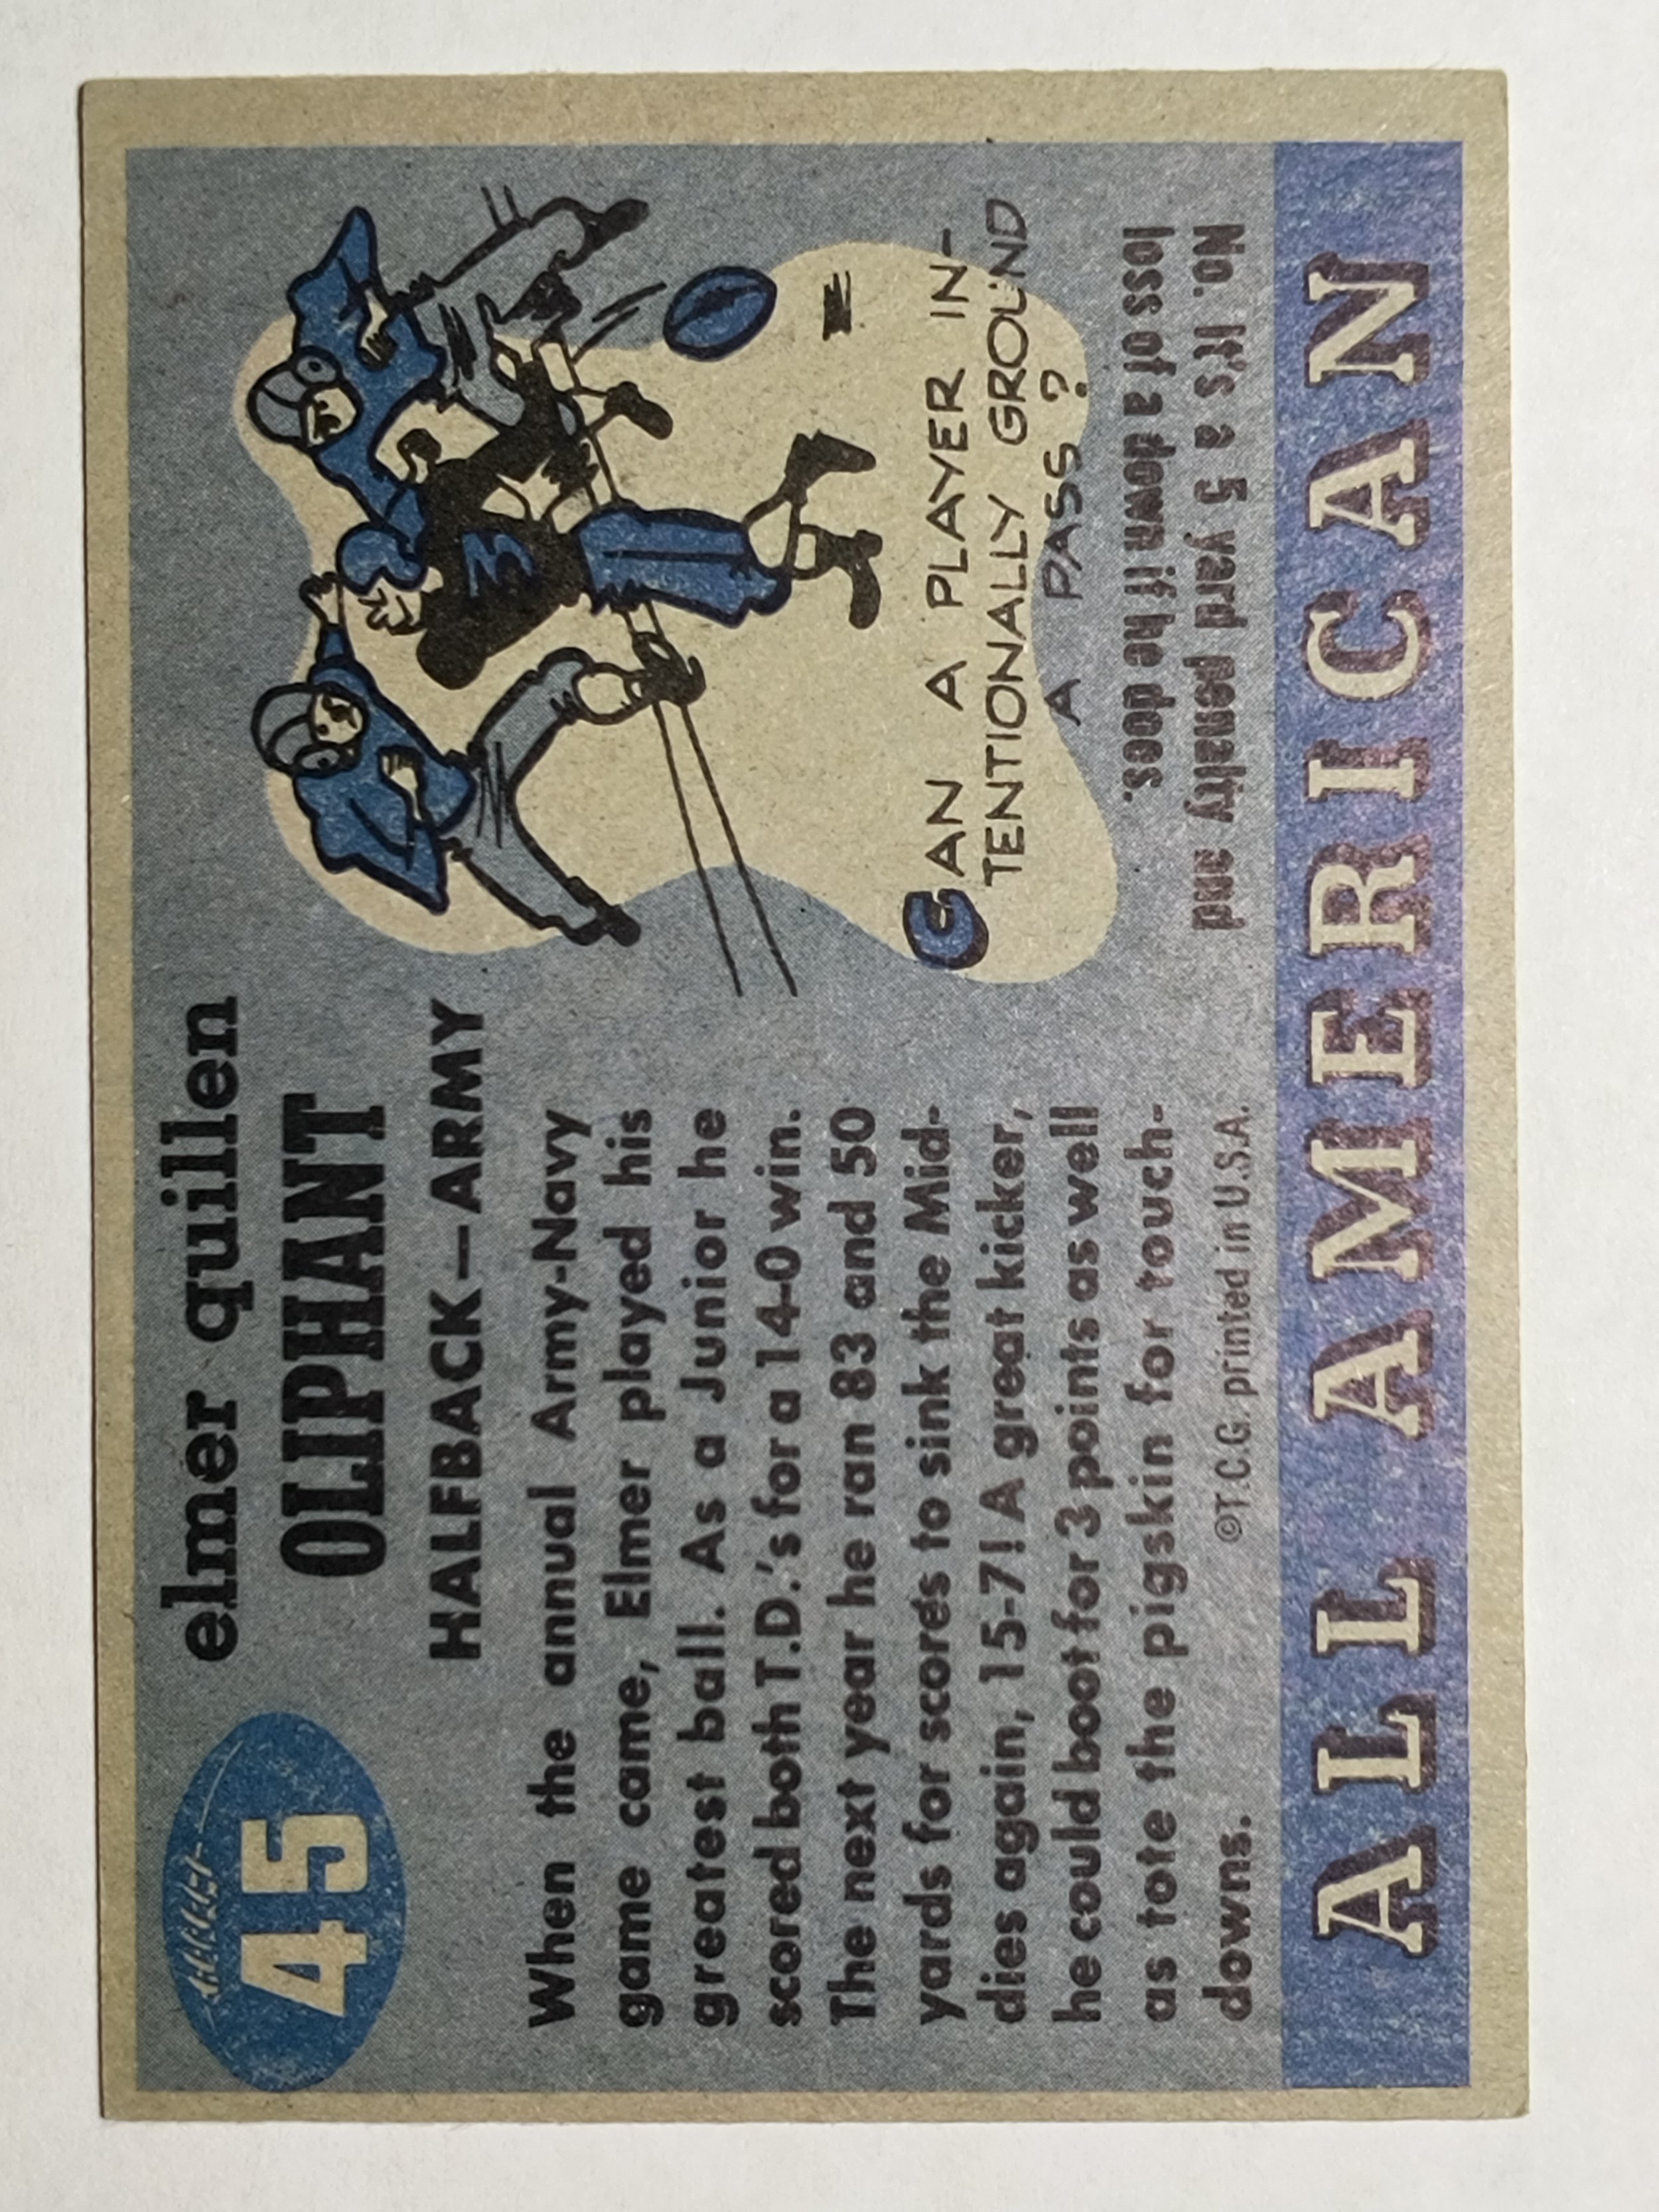 45
elmer quillen
OLIPHANT
HALFBACK—ARMY
When the annual Army-Navy
game came, Elmer played his
greatest ball. As a Junior he
scored both T.D.'s for a 14-0 win.
The next year he ran 83 and 50
yards for scores to sink the Mid-
dies again, 15-7! A great kicker,
he could boot for 3 points as well
as tote the pigskin for touch-
downs.
©T.C.G. printed in U.S.A.
3
CAN A PLAYER IN-
TENTIONALLY GROUND
A PASS?
No. It's a 5 yard penalty and
loss of a down if he does.
ALL AMERICAN